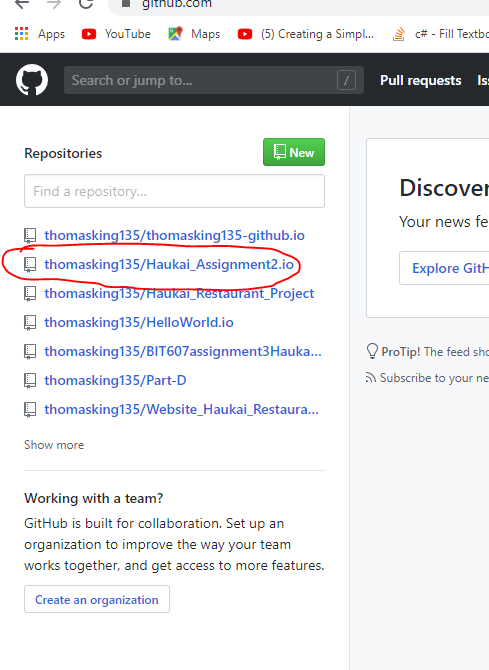 github.com
Apps YouTube Maps (5) Creating a Simpl... c# - Fill Textbo
Search or jump to... / Pull requests
Repositories New
Find a repository...
thomasking135/thomasking135-github.io
thomasking135/Haukai_Assignment2.io
thomasking135/Haukai_Restaurant_Project
thomasking135/HelloWorld.io
thomasking135/BIT607assignment3Hauka...
thomasking135/Part-D
thomasking135/Website_Haukai_Restaura...
Show more
Working with a team?
GitHub is built for collaboration. Set up an
organization to improve the way your team
works together, and get access to more features.
Create an organization
Discover
Your news fe
Explore GitH
ProTip! The feed sho
Subscribe to your ne